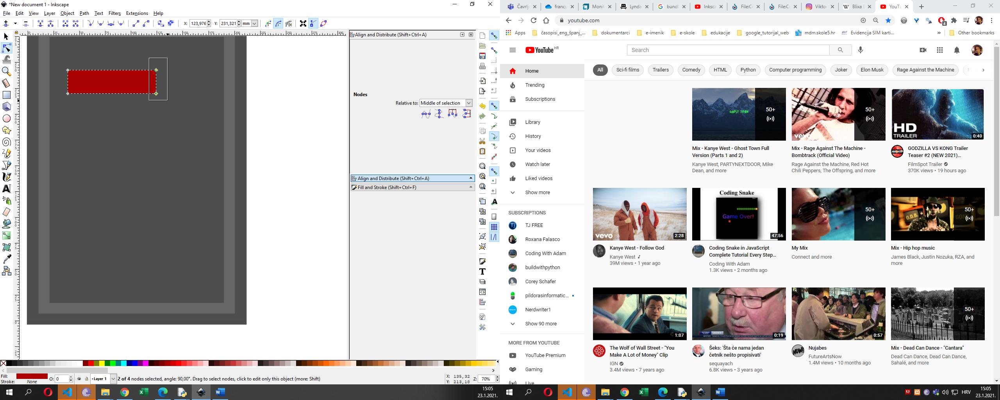 *New document 1 - Inkscape
File Edit View Layer Object Path Text Filters Extensions Help
X: 123,976 Y: 231,321 mm
Align and Distribute (Shift+Ctrl+A)
Nodes
Relative to: Middle of selection
Align and Distribute (Shift+Ctrl+A)
Fill and Stroke (Shift+Ctrl+F)
Fill:
Stroke: None
O: 0
Layer 1
2 of 4 nodes selected, angle: 90,00°. Drag to select nodes, click to edit only this object (more: Shift)
X: 135,32
Y: 213,18
Z: 70%
15:05
23.1.2021.
Čavrlj francu Monit Lynda bundl Inksca File:Co File:Co Viktor Blixa YouTu
youtube.com
Apps časopisi_eng_španj_... dokumentarci e-imenik e-skole edukacije google_tutorijal_web mdm.skole5.hr Evidencija SIM karti... » Other bookmarks
YouTube HR
Search
Home
Trending
Subscriptions
Library
History
Your videos
Watch later
Liked videos
Show more
SUBSCRIPTIONS
TJ FREE
Roxana Falasco
Coding With Adam
buildwithpython
Corey Schafer
pildorasinformatic...
Nerdwriter1
Show 90 more
MORE FROM YOUTUBE
YouTube Premium
Gaming
Live
All Sci-fi films Trailers Comedy HTML Python Computer programming Joker Elon Musk Rage Against the Machine
GHOST TOWN
50+
Mix - Kanye West - Ghost Town Full
Version (Parts 1 and 2)
Kanye West, PARTYNEXTDOOR, Mike
Dean, and more
vevo
50+
Mix - Rage Against The Machine -
Bombtrack (Official Video)
Rage Against the Machine, Red Hot
Chili Peppers, The Offspring, and more
HD
TRAILER
0:40
GODZILLA VS KONG Trailer
Teaser #2 (NEW 2021)...
FilmSpot Trailer
370K views • 19 hours ago
vevo
2:28
Kanye West - Follow God
Kanye West
39M views • 1 year ago
Coding Snake
Game Over!
47:56
Coding Snake in JavaScript
Complete Tutorial Every Step...
Coding With Adam
1.3K views • 2 months ago
50+
My Mix
Connect and more
O.D.B.
50+
Mix - Hip hop music
James Black, Justin Nozuka, RZA, and
more
1:07
The Wolf of Wall Street - "You
Make A Lot of Money" Clip
IGN
3.4M views • 7 years ago
0:19
Šeks: 'Šta će nama jedan
četnik nešto propisivati'
sequayach
6.8K views • 3 years ago
0:57
NOW!
Nujabes
FutureArtsNow
1.4M views • 10 months ago
50+
Mix - Dead Can Dance - "Cantara"
Dead Can Dance, Dead Can Dance,
Sahalé, and more
HRV
15:05
23.1.2021.